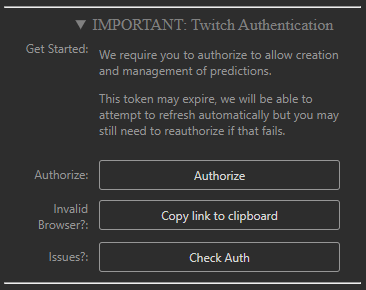 ▼ IMPORTANT: Twitch Authentication
Get Started:
We require you to authorize to allow creation
and management of predictions.
This token may expire, we will be able to
attempt to refresh automatically but you may
still need to reauthorize if that fails.
Authorize:
Authorize
Invalid
Browser?:
Copy link to clipboard
Issues?:
Check Auth